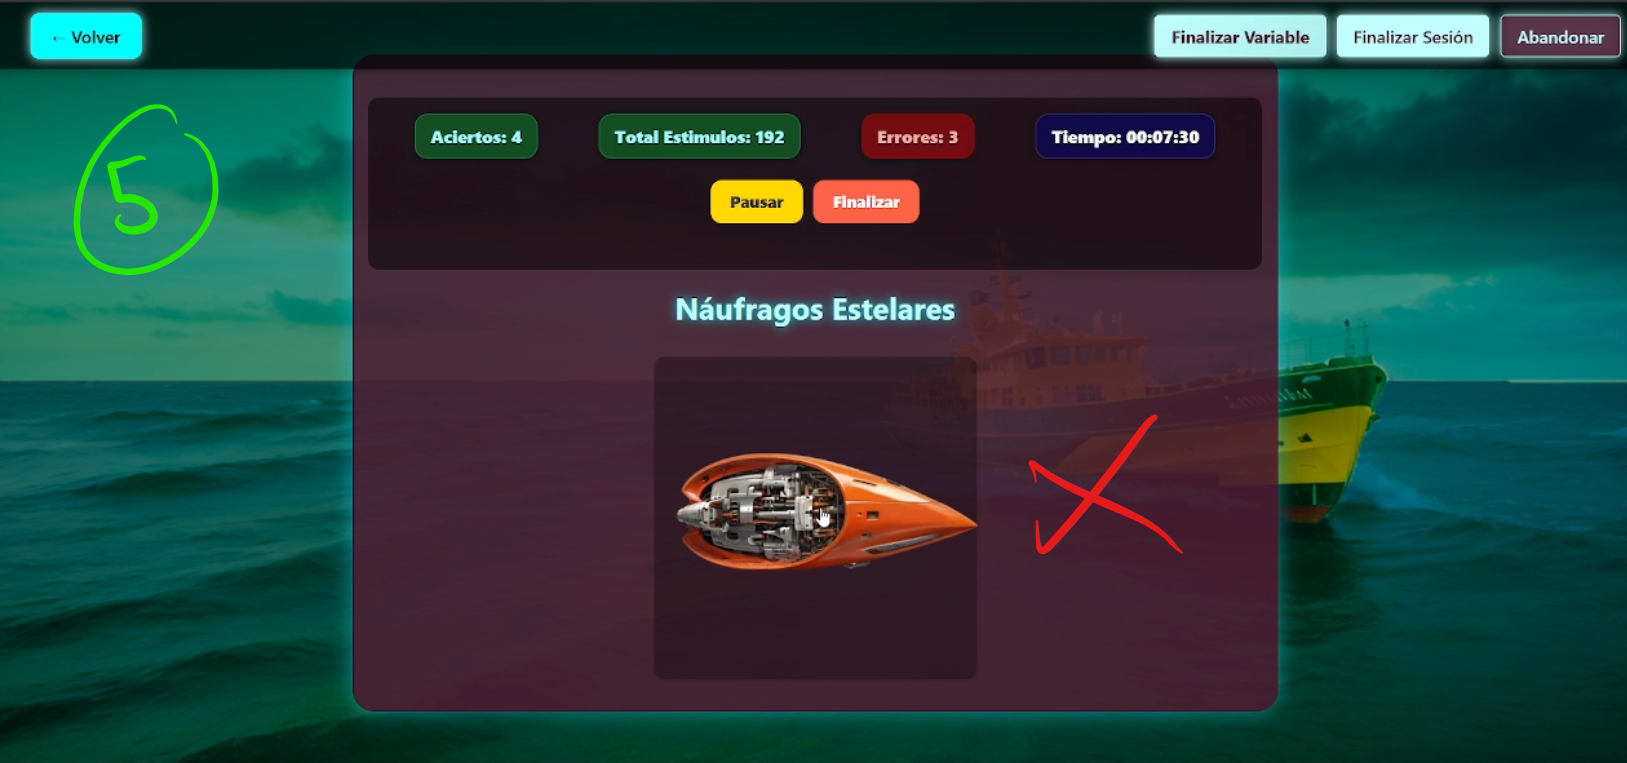 ← Volver
Finalizar Variable
Finalizar Sesión
Abandonar
5
Aciertos: 4
Total Estimulos: 192
Errores: 3
Tiempo: 00:07:30
Pausar
Finalizar
Náufragos Estelares